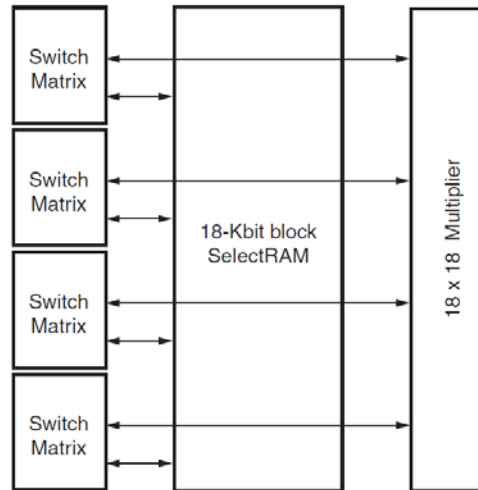 Switch
Matrix
Switch
Matrix
18-Kbit block
SelectRAM
18 x 18 Multiplier
Switch
Matrix
Switch
Matrix